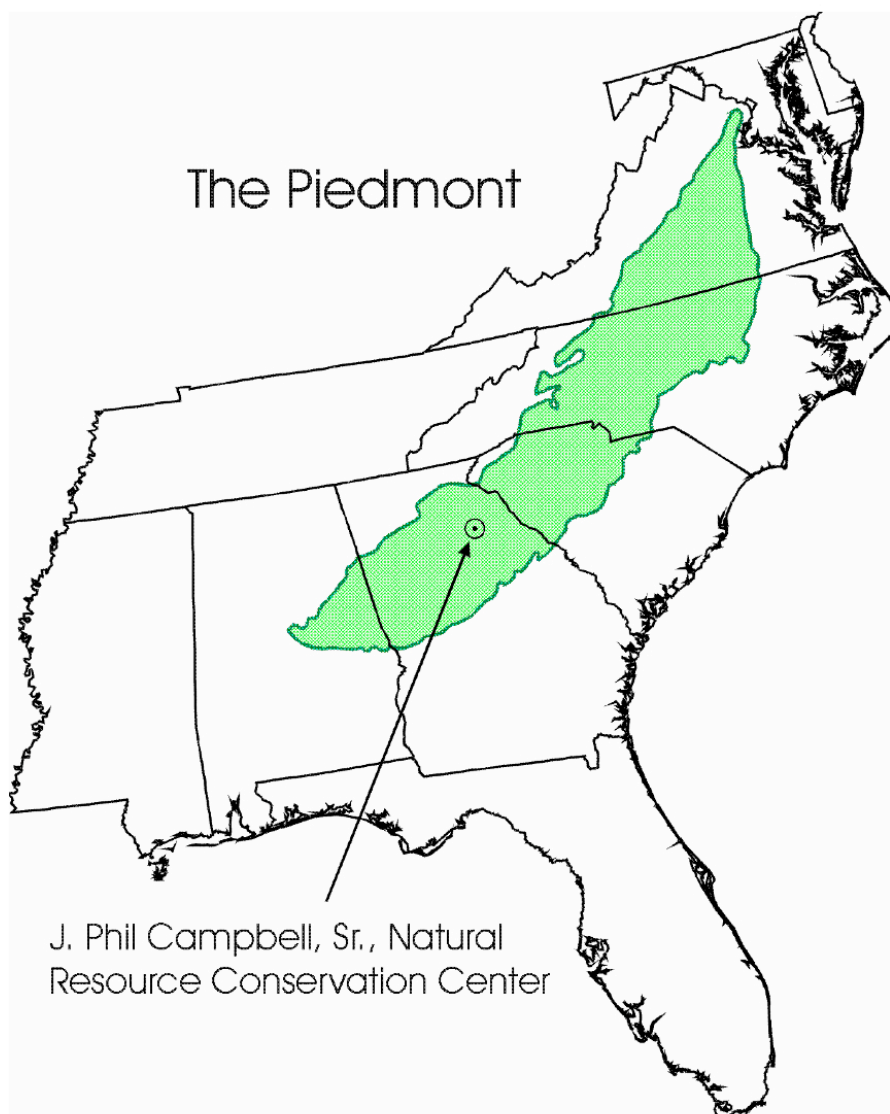 The Piedmont
J. Phil Campbell, Sr., Natural
Resource Conservation Center